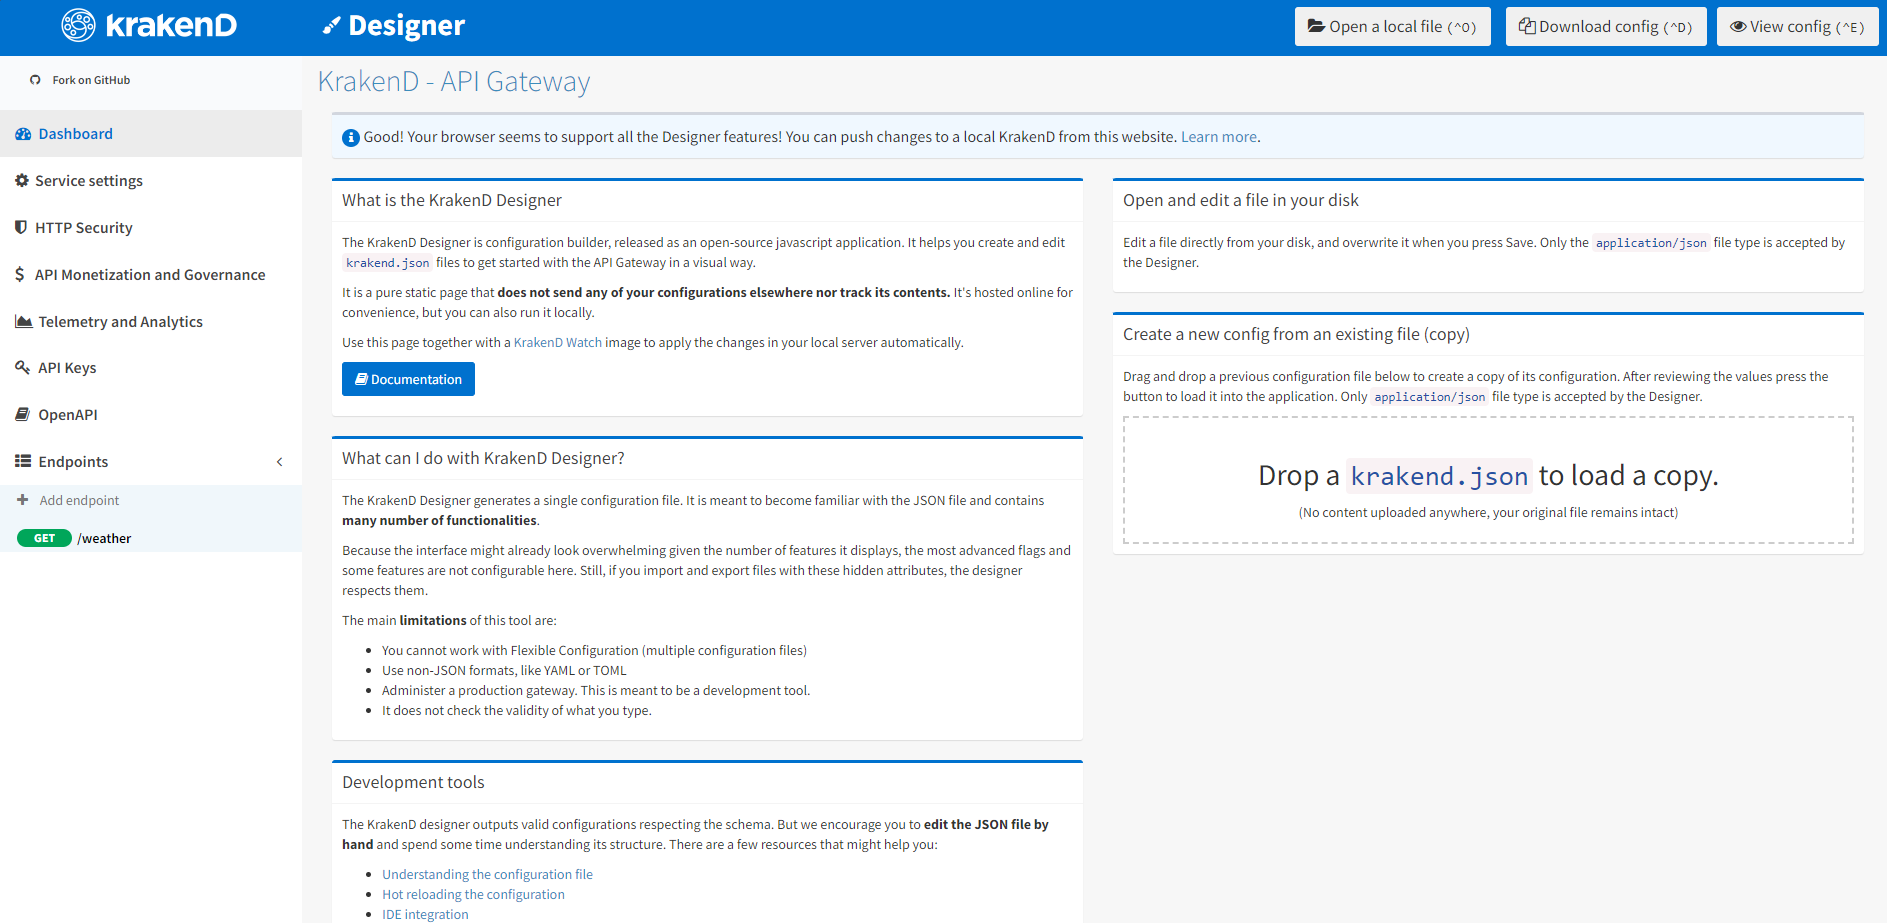 krakenD
Designer
Open a local file (^O)
Download config (^D)
View config (^E)
Fork on GitHub
Dashboard
Service settings
HTTP Security
API Monetization and Governance
Telemetry and Analytics
API Keys
OpenAPI
Endpoints
Add endpoint
GET /weather
KrakenD - API Gateway
Good! Your browser seems to support all the Designer features! You can push changes to a local KrakenD from this website. Learn more.
What is the KrakenD Designer
The KrakenD Designer is configuration builder, released as an open-source javascript application. It helps you create and edit
krakend.json files to get started with the API Gateway in a visual way.
It is a pure static page that does not send any of your configurations elsewhere nor track its contents. It's hosted online for
convenience, but you can also run it locally.
Use this page together with a KrakenD Watch image to apply the changes in your local server automatically.
Documentation
What can I do with KrakenD Designer?
The KrakenD Designer generates a single configuration file. It is meant to become familiar with the JSON file and contains
many number of functionalities.
Because the interface might already look overwhelming given the number of features it displays, the most advanced flags and
some features are not configurable here. Still, if you import and export files with these hidden attributes, the designer
respects them.
The main limitations of this tool are:
You cannot work with Flexible Configuration (multiple configuration files)
Use non-JSON formats, like YAML or TOML
Administer a production gateway. This is meant to be a development tool.
It does not check the validity of what you type.
Development tools
The KrakenD designer outputs valid configurations respecting the schema. But we encourage you to edit the JSON file by
hand and spend some time understanding its structure. There are a few resources that might help you:
Understanding the configuration file
Hot reloading the configuration
IDE integration
Open and edit a file in your disk
Edit a file directly from your disk, and overwrite it when you press Save. Only the application/json file type is accepted by
the Designer.
Create a new config from an existing file (copy)
Drag and drop a previous configuration file below to create a copy of its configuration. After reviewing the values press the
button to load it into the application. Only application/json file type is accepted by the Designer.
Drop a krakend.json to load a copy.
(No content uploaded anywhere, your original file remains intact)